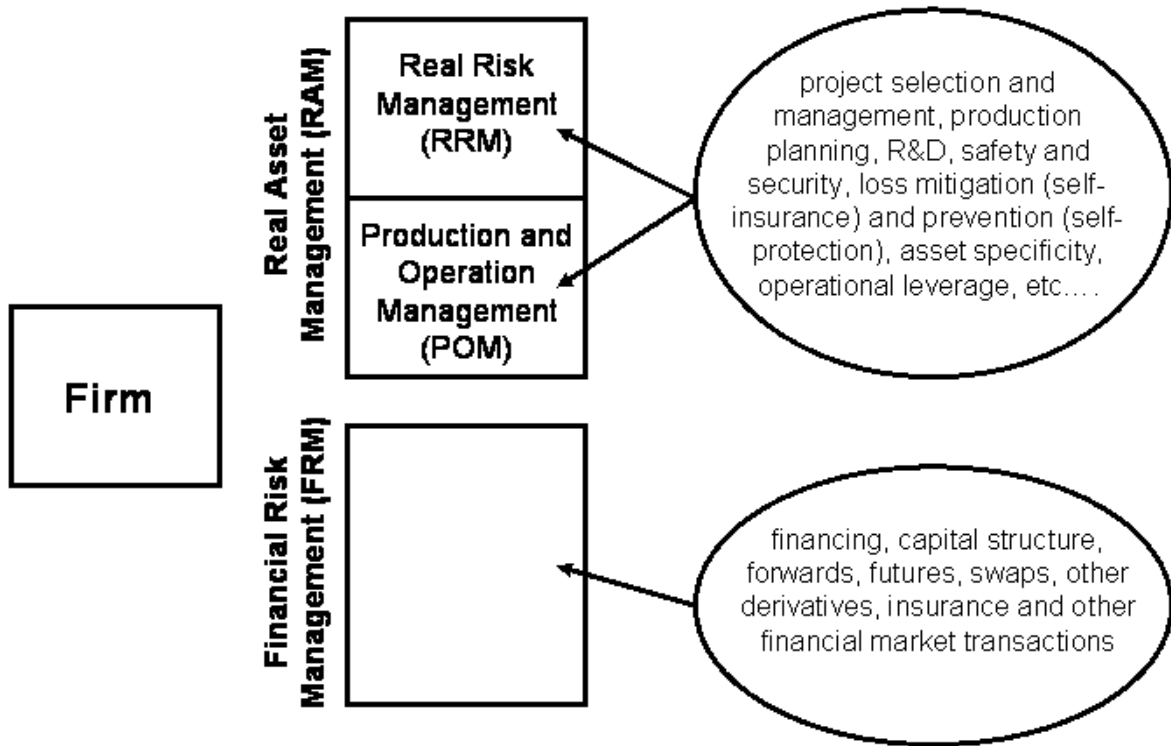 Firm
Real Asset
Management (RAM)
Real Risk
Management
(RRM)
Production and
Operation
Management
(POM)
project selection and
management, production
planning, R&D, safety and
security, loss mitigation (self-
insurance) and prevention (self-
protection), asset specificity,
operational leverage, etc….
Financial Risk
Management (FRM)
financing, capital structure,
forwards, futures, swaps, other
derivatives, insurance and other
financial market transactions